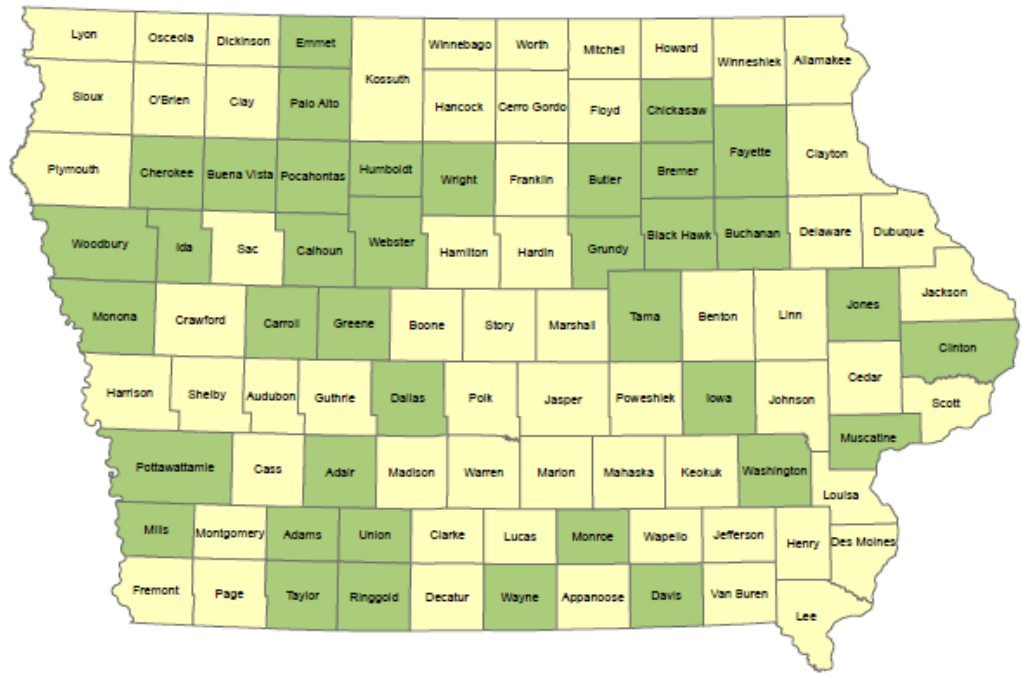 Lyon
Osceola
Dickinson
Emmet
Kossuth
Winnebago
Worth
Mitchell
Howard
Winneshiek
Allamakee
Sioux
O'Brien
Clay
Palo Alto
Hancock
Cerro Gordo
Floyd
Chickasaw
Fayette
Clayton
Plymouth
Cherokee
Buena Vista
Pocahontas
Humboldt
Wright
Franklin
Butler
Bremer
Woodbury
Ida
Sac
Calhoun
Webster
Hamilton
Hardin
Grundy
Black Hawk
Buchanan
Delaware
Dubuque
Monona
Crawford
Carroll
Greene
Boone
Story
Marshall
Tama
Benton
Linn
Jones
Jackson
Clinton
Harrison
Shelby
Audubon
Guthrie
Dallas
Polk
Jasper
Poweshiek
Iowa
Johnson
Cedar
Scott
Muscatine
Pottawattamie
Cass
Adair
Madison
Warren
Marion
Mahaska
Keokuk
Washington
Louisa
Mills
Montgomery
Adams
Union
Clarke
Lucas
Monroe
Wapello
Jefferson
Henry
Des Moines
Fremont
Page
Taylor
Ringgold
Decatur
Wayne
Appanoose
Davis
Van Buren
Lee